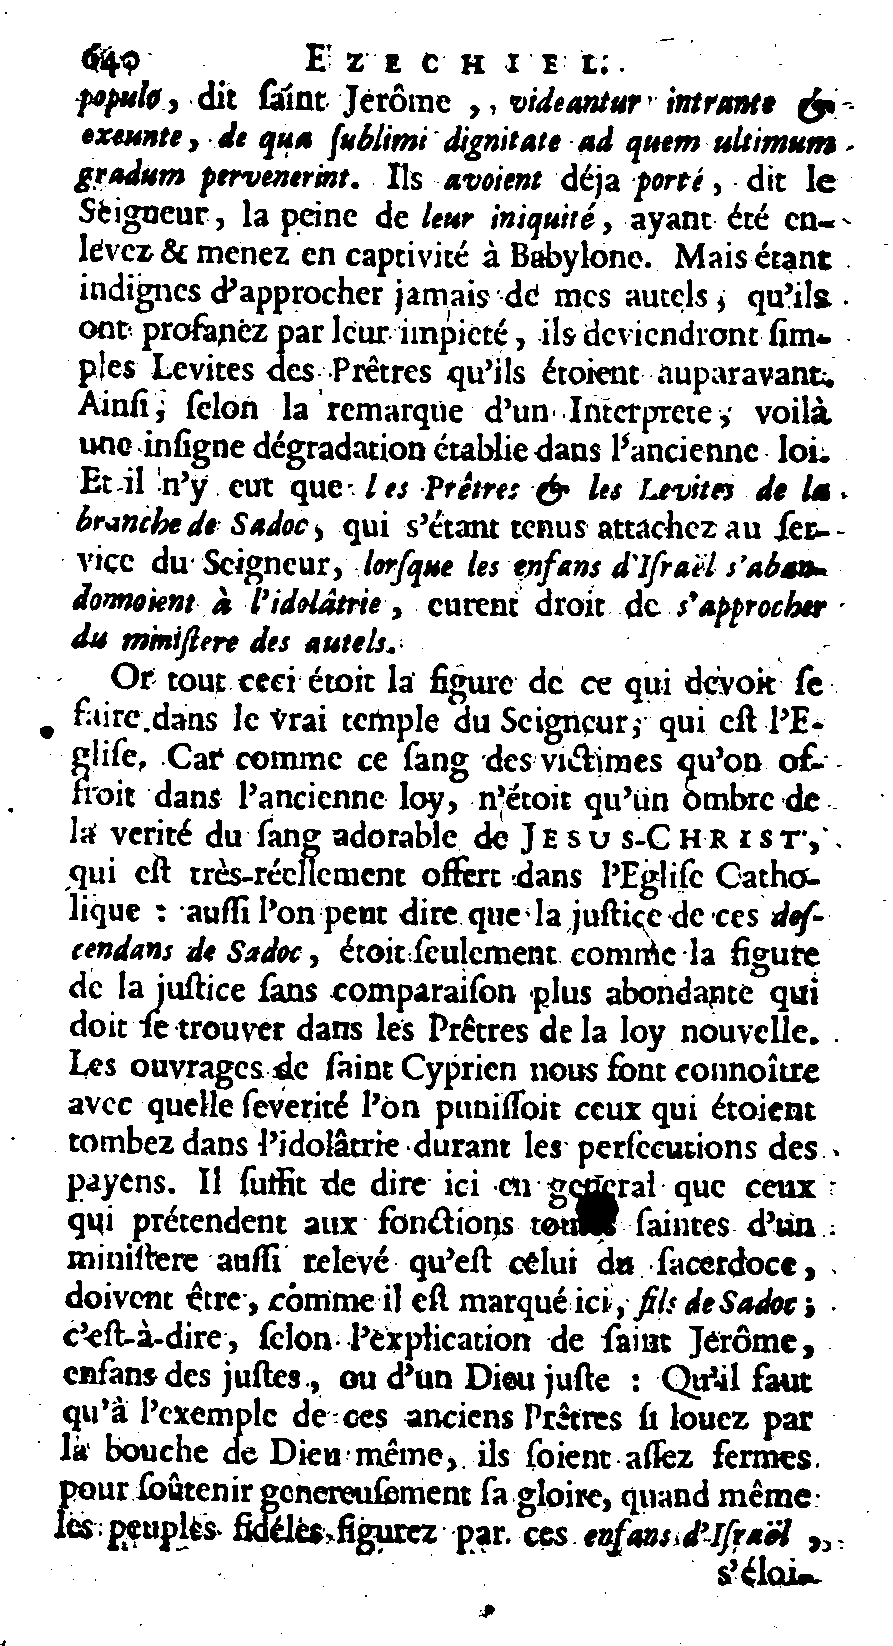 640 EZECHIEL.
populo, dit ſaint Jerôme, videantur intrante &
exeunte, de qua ſublimi dignitate ad quem ultimum
gradum pervenerint. Ils avoient déja porté, dit le
Seigneur, la peine de leur iniquité, ayant été en-
levez & menez en captivité à Babylone. Mais étant
indignes d'approcher jamais de mes autels, qu'ils
ont profanez par leur impieté, ils deviendront ſim-
ples Levites des Prêtres qu'ils étoient auparavant.
Ainſi, ſelon la remarque d'un Interprete, voilà
une inſigne dégradation établie dans l'ancienne loi.
Et il n'y eut que les Prêtres & les Levites de la
branche de Sadoc, qui s'étant tenus attachez au ſer-
vice du Seigneur, lorſque les enfans d'Iſraël s'aban-
donnoient à l'idolâtrie, eurent droit de s'approcher
du miniſtere des autels.
Or tout ceci étoit la figure de ce qui devoit ſe
faire dans le vrai temple du Seigneur, qui eſt l'E-
gliſe. Car comme ce ſang des victimes qu'on of-
froit dans l'ancienne loy, n'étoit qu'un ombre de
la verité du ſang adorable de JESUS-CHRIST,
qui eſt très-réellement offert dans l'Egliſe Catho-
lique : auſſi l'on peut dire que la juſtice de ces deſ-
cendans de Sadoc, étoit ſeulement comme la figure
de la juſtice ſans comparaiſon plus abondante qui
doit ſe trouver dans les Prêtres de la loy nouvelle.
Les ouvrages de ſaint Cyprien nous font connoître
avec quelle ſeverité l'on puniſſoit ceux qui étoient
tombez dans l'idolâtrie durant les perſecutions des
payens. Il ſuffit de dire ici en general que ceux
qui prétendent aux fonctions toutes ſaintes d'un
miniſtere auſſi relevé qu'eſt celui du ſacerdoce,
doivent être, comme il eſt marqué ici, fils de Sadoc;
c'eſt-à-dire, ſelon l'explication de ſaint Jerôme,
enfans des juſtes, ou d'un Dieu juſte : Qu'il faut
qu'à l'exemple de ces anciens Prêtres ſi louez par
la bouche de Dieu même, ils ſoient aſſez fermes
pour ſoûtenir genereuſement ſa gloire, quand même
les peuples fidéles figurez par ces enfans d'Iſraël,
s'éloi-